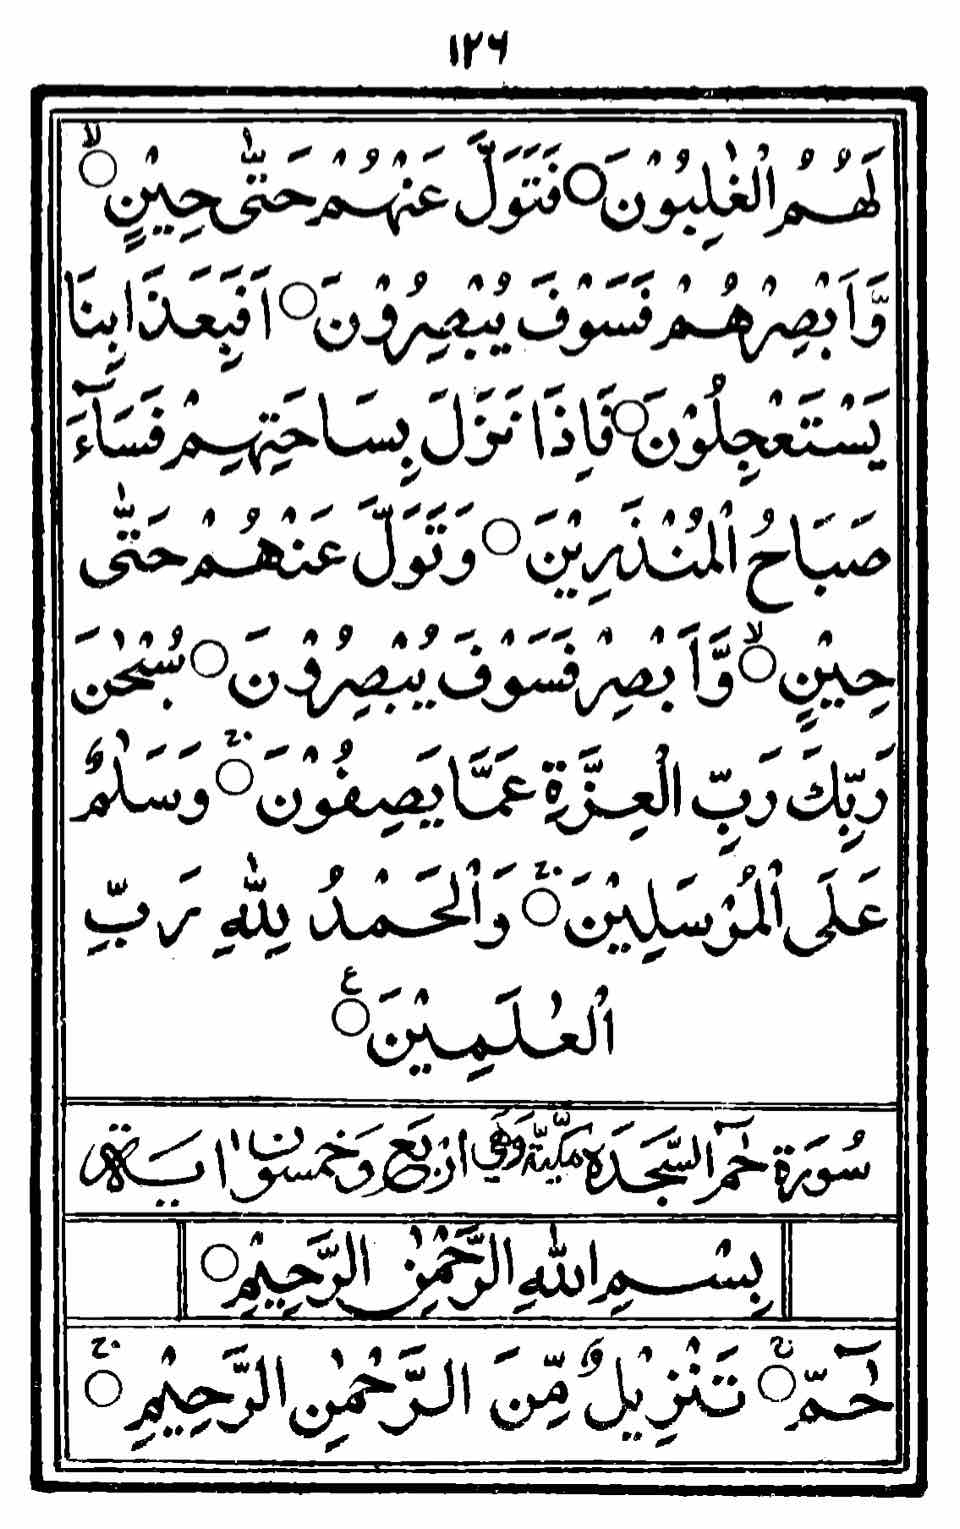 ١٢٦
لَهُمُ الْغٰلِبُوْنَ ○ فَتَوَلَّ عَنْهُمْ حَتّٰى حِيْنٍ ○ۙ
وَّاَبْصِرْهُمْ فَسَوْفَ يُبْصِرُوْنَ ○ اَفَبِعَذَابِنَا
يَسْتَعْجِلُوْنَ ○ فَاِذَا نَزَلَ بِسَاحَتِهِمْ فَسَآءَ
صَبَاحُ الْمُنْذَرِيْنَ ○ وَتَوَلَّ عَنْهُمْ حَتّٰى
حِيْنٍ ○ۙ وَّاَبْصِرْ فَسَوْفَ يُبْصِرُوْنَ ○ سُبْحٰنَ
رَبِّكَ رَبِّ الْعِزَّةِ عَمَّا يَصِفُوْنَ ○ۚ وَسَلٰمٌ
عَلَى الْمُرْسَلِيْنَ ○ۚ وَالْحَمْدُ لِلّٰهِ رَبِّ
الْعٰلَمِيْنَ ○ع
سُوْرَةُ حٰمٓ السَّجْدَةِ مَكِّيَّةٌ وَّهِيَ اَرْبَعٌ وَخَمْسُوْنَ اٰيَةً
بِسْمِ اللّٰهِ الرَّحْمٰنِ الرَّحِيْمِ ○
حٰمٓ ○ۚ تَنْزِيْلٌ مِّنَ الرَّحْمٰنِ الرَّحِيْمِ ○ۚ